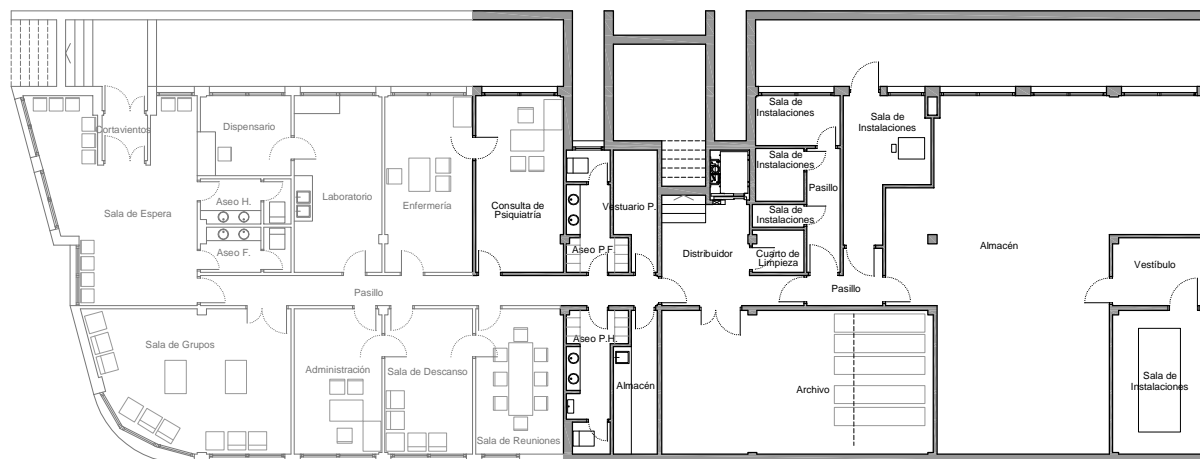 Sala de
Instalaciones
Sala de
Instalaciones
Cortavientos
Dispensario
Sala de
Instalaciones
Pasillo
Laboratorio
Enfermería
Consulta de
Psiquiatría
Vestuario P.
Aseo H.
Sala de Espera
Sala de
Instalaciones
Aseo F.
Aseo P.F.
Distribuidor
Cuarto de
Limpieza
Almacén
Vestíbulo
Pasillo
Pasillo
Sala de Grupos
Aseo P.H.
Administración
Sala de Descanso
Almacén
Archivo
Sala de
Instalaciones
Sala de Reuniones